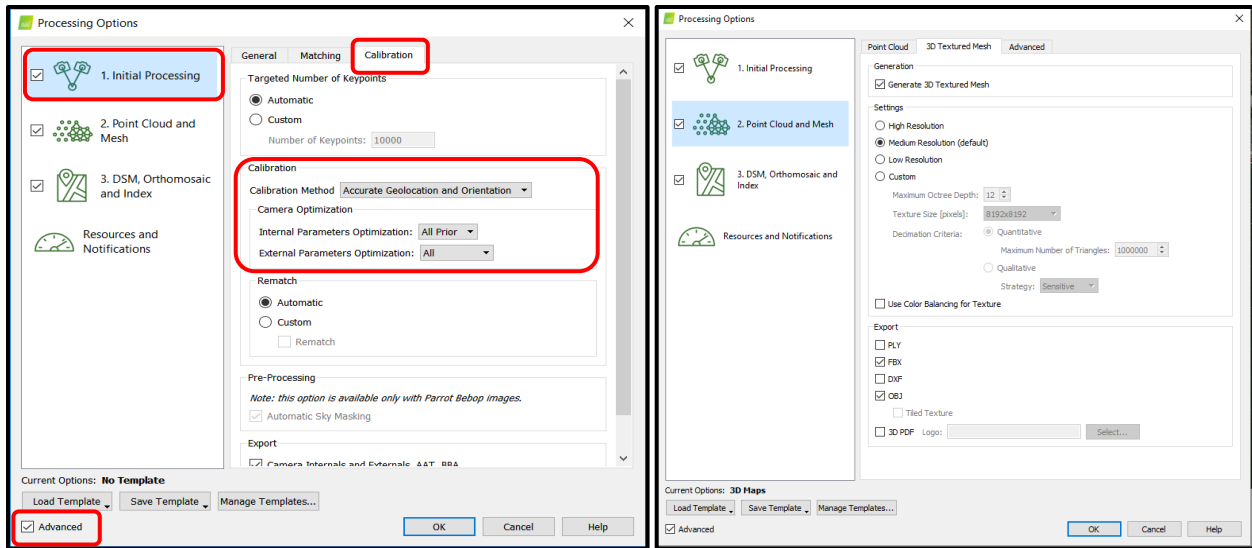 Processing Options
1. Initial Processing
2. Point Cloud and
Mesh
3. DSM, Orthomosaic
and Index
Resources and
Notifications
General Matching Calibration
Targeted Number of Keypoints
Automatic
Custom
Number of Keypoints: 10000
Calibration
Calibration Method Accurate Geolocation and Orientation
Camera Optimization
Internal Parameters Optimization: All Prior
External Parameters Optimization: All
Rematch
Automatic
Custom
Rematch
Pre-Processing
Note: this option is available only with Parrot Bebop images.
Automatic Sky Masking
Export
Camera Internals and Externals, AAT, BBA
Current Options: No Template
Load Template Save Template Manage Templates...
Advanced
OK Cancel Help
Processing Options
1. Initial Processing
2. Point Cloud and Mesh
3. DSM, Orthomosaic and
Index
Resources and Notifications
Point Cloud 3D Textured Mesh Advanced
Generation
Generate 3D Textured Mesh
Settings
High Resolution
Medium Resolution (default)
Low Resolution
Custom
Maximum Octree Depth: 12
Texture Size [pixels]: 8192x8192
Decimation Criteria: Quantitative
Maximum Number of Triangles: 1000000
Qualitative
Strategy: Sensitive
Use Color Balancing for Texture
Export
PLY
FBX
DXF
OBJ
Tiled Texture
3D PDF Logo: Select...
Current Options: 3D Maps
Load Template Save Template Manage Templates...
Advanced
OK Cancel Help